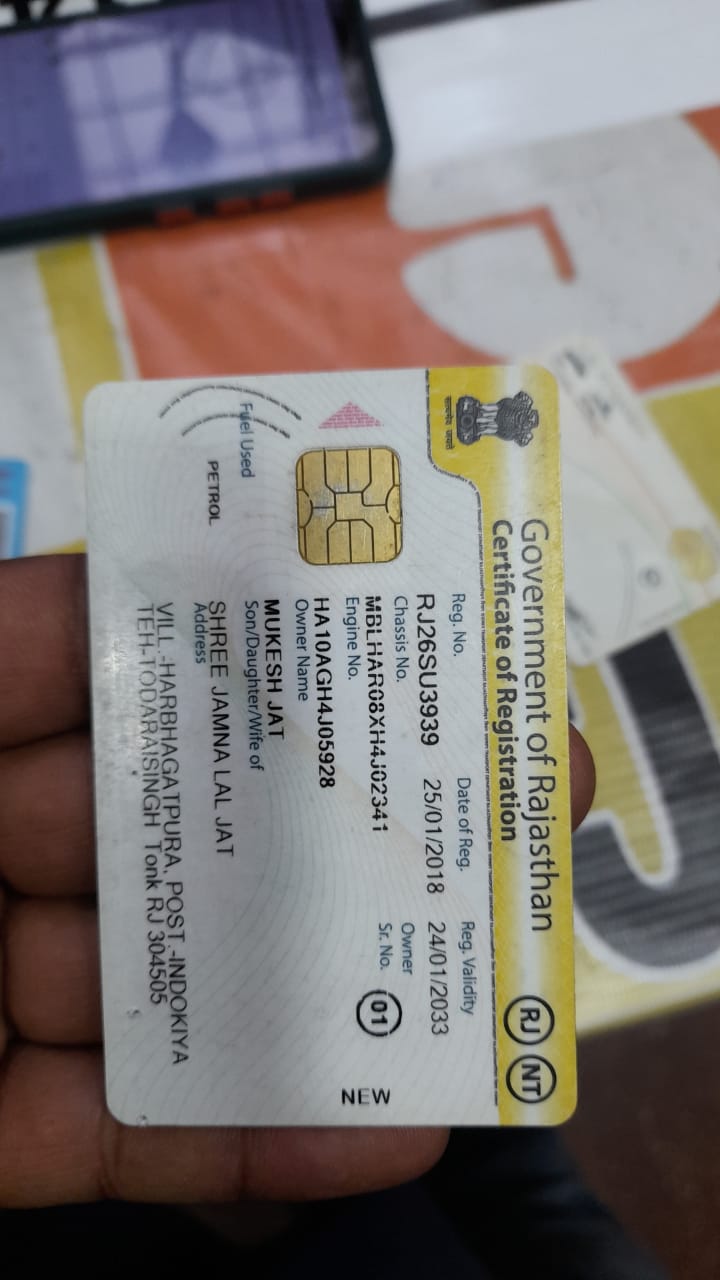 Government of Rajasthan
Certificate of Registration
RJ NT
सत्यमेव जयते
Reg. No. Date of Reg. Reg. Validity
RJ26SU3939 25/01/2018 24/01/2033
Chassis No. Owner
MBLHAR08XH4J02341 Sr. No. 01
Engine No.
HA10AGH4J05928 NEW
Owner Name
MUKESH JAT
Son/Daughter/Wife of
Fuel Used
SHREE JAMNA LAL JAT
PETROL
Address
VILL.-HARBHAGATPURA, POST.-INDOKIYA
TEH-TODARAISINGH Tonk RJ 304505